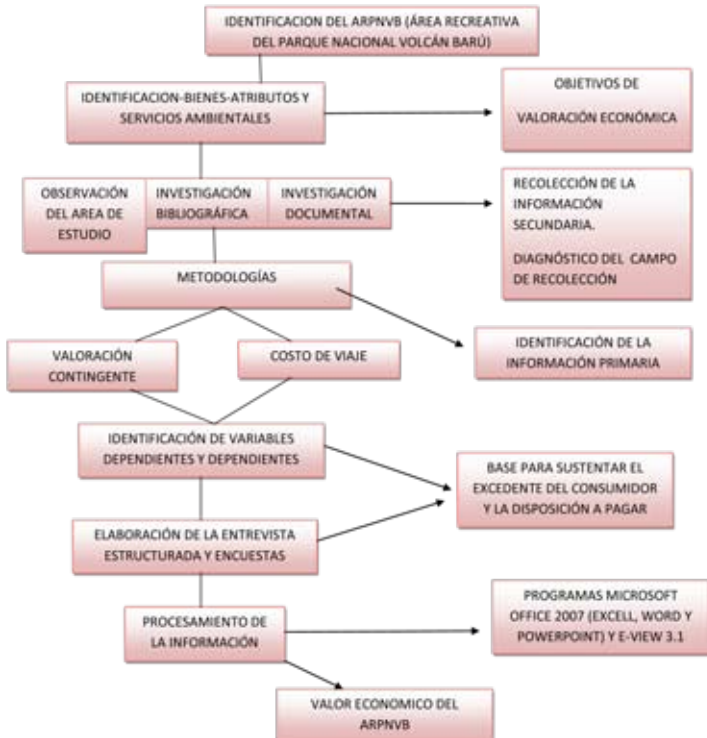 IDENTIFICACION DEL ARPNVB (ÁREA RECREATIVA
DEL PARQUE NACIONAL VOLCÁN BARÚ)
IDENTIFICACION-BIENES-ATRIBUTOS Y
SERVICIOS AMBIENTALES
OBJETIVOS DE
VALORACIÓN ECONÓMICA
OBSERVACIÓN
DEL AREA DE
ESTUDIO
INVESTIGACIÓN
BIBLIOGRÁFICA
INVESTIGACIÓN
DOCUMENTAL
RECOLECCIÓN DE LA
INFORMACIÓN
SECUNDARIA.
DIAGNÓSTICO DEL CAMPO
DE RECOLECCIÓN
METODOLOGÍAS
VALORACIÓN
CONTINGENTE
COSTO DE VIAJE
IDENTIFICACIÓN DE LA
INFORMACIÓN PRIMARIA
IDENTIFICACIÓN DE VARIABLES
DEPENDIENTES Y DEPENDIENTES
BASE PARA SUSTENTAR EL
EXCEDENTE DEL CONSUMIDOR
Y LA DISPOSICIÓN A PAGAR
ELABORACIÓN DE LA ENTREVISTA
ESTRUCTURADA Y ENCUESTAS
PROCESAMIENTO DE
LA INFORMACIÓN
PROGRAMAS MICROSOFT
OFFICE 2007 (EXCELL, WORD Y
POWERPOINT) Y E-VIEW 3.1
VALOR ECONOMICO DEL
ARPNVB